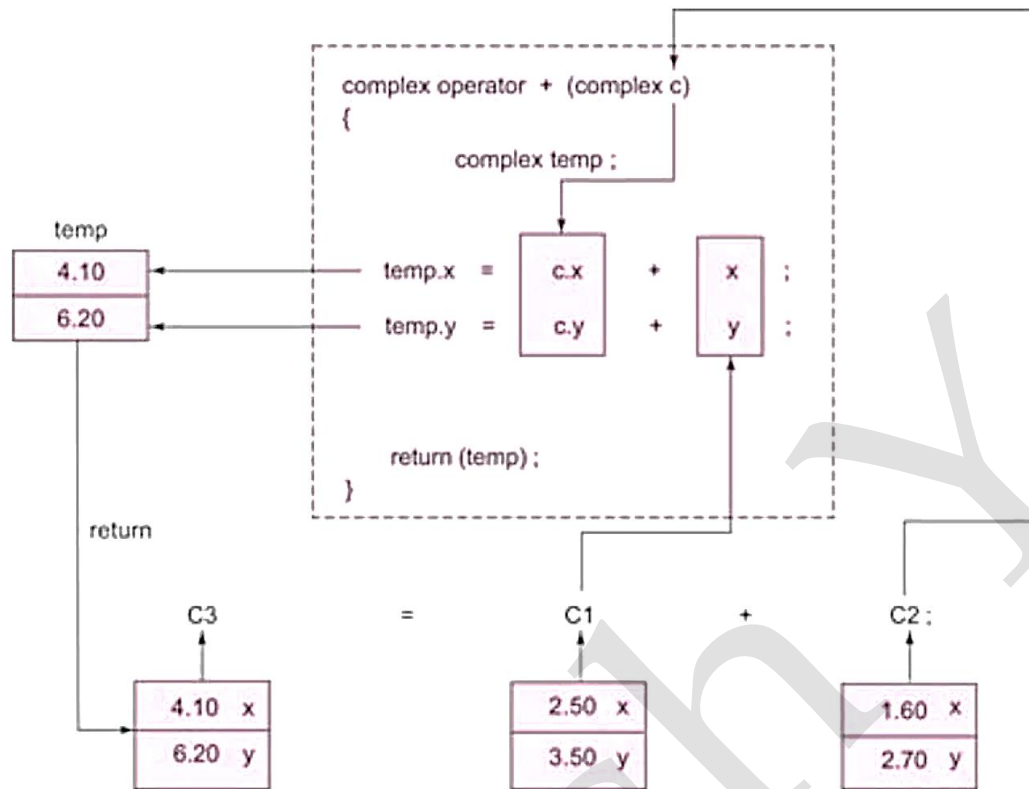 complex operator + (complex c)
{
complex temp ;
temp
4.10
temp.x = c.x + x ;
6.20
temp.y = c.y + y ;
return (temp) ;
}
return
C3 = C1 + C2 ;
4.10 x
2.50 x
1.60 x
6.20 y
3.50 y
2.70 y